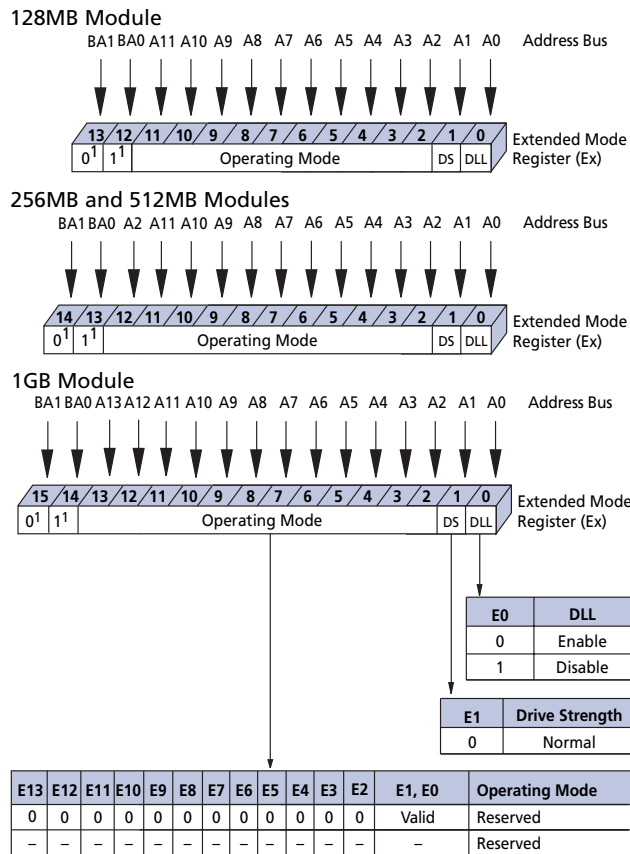 128MB Module
BA1 BA0 A11 A10 A9 A8 A7 A6 A5 A4 A3 A2 A1 A0 Address Bus
13 12 11 10 9 8 7 6 5 4 3 2 1 0 Extended Mode
0¹ 1¹ Operating Mode DS DLL Register (Ex)
256MB and 512MB Modules
BA1 BA0 A2 A11 A10 A9 A8 A7 A6 A5 A4 A3 A2 A1 A0 Address Bus
14 13 12 11 10 9 8 7 6 5 4 3 2 1 0 Extended Mode
0¹ 1¹ Operating Mode DS DLL Register (Ex)
1GB Module
BA1 BA0 A13 A12 A11 A10 A9 A8 A7 A6 A5 A4 A3 A2 A1 A0 Address Bus
15 14 13 12 11 10 9 8 7 6 5 4 3 2 1 0 Extended Mode
0¹ 1¹ Operating Mode DS DLL Register (Ex)
E0 DLL
0 Enable
1 Disable
E1 Drive Strength
0 Normal
E13 E12 E11 E10 E9 E8 E7 E6 E5 E4 E3 E2 E1, E0 Operating Mode
0 0 0 0 0 0 0 0 0 0 0 0 Valid Reserved
– – – – – – – – – – – – – Reserved